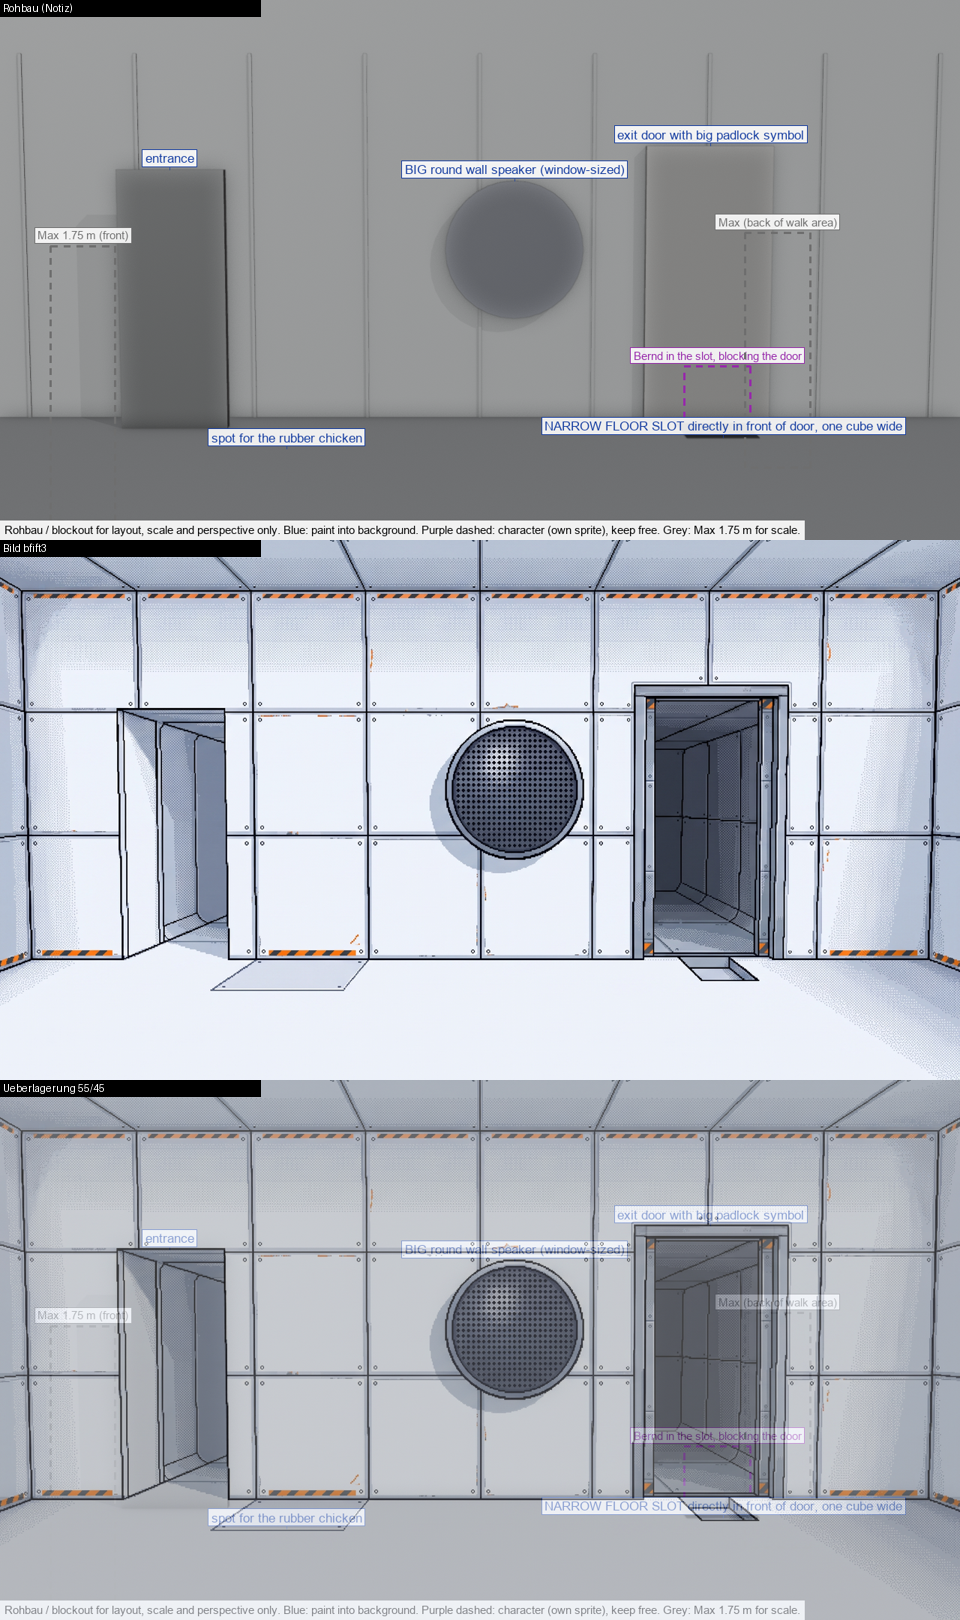 Rohbau (Notiz)
exit door with big padlock symbol
entrance
BIG round wall speaker (window-sized)
Max (back of walk area)
Max 1.75 m (front)
Bernd in the slot, blocking the door
NARROW FLOOR SLOT directly in front of door, one cube wide
spot for the rubber chicken
Rohbau / blockout for layout, scale and perspective only. Blue: paint into background. Purple dashed: character (own sprite), keep free. Grey: Max 1.75 m for scale.
Bild bfift3
Ueberlagerung 55/45
exit door with big padlock symbol
entrance
BIG round wall speaker (window-sized)
Max (back of walk area)
Max 1.75 m (front)
Bernd in the slot, blocking the door
NARROW FLOOR SLOT directly in front of door, one cube wide
spot for the rubber chicken
Rohbau / blockout for layout, scale and perspective only. Blue: paint into background. Purple dashed: character (own sprite), keep free. Grey: Max 1.75 m for scale.